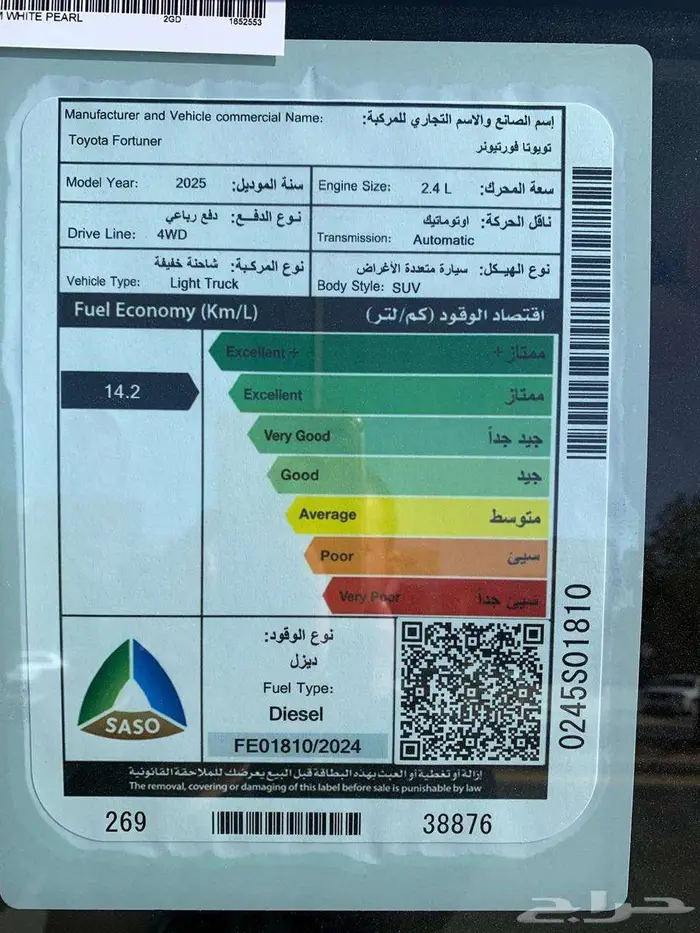 WHITE PEARL 2GD 1852553
Manufacturer and Vehicle commercial Name: إسم الصانع والاسم التجاري للمركبة:
Toyota Fortuner تويوتا فورتيونر
Model Year: 2025 سنة الموديل: Engine Size: 2.4 L سعة المحرك:
نوع الدفع: دفع رباعي ناقل الحركة: اوتوماتيك
Drive Line: 4WD Transmission: Automatic
نوع المركبة: شاحنة خفيفة نوع الهيكل: سيارة متعددة الأغراض
Vehicle Type: Light Truck Body Style: SUV
Fuel Economy (Km/L) اقتصاد الوقود (كم/لتر)
Excellent + ممتاز +
14.2 Excellent ممتاز
Very Good جيد جداً
Good جيد
Average متوسط
Poor سيئ
Very Poor سيئ جداً
SASO
نوع الوقود:
ديزل
Fuel Type:
Diesel
FE01810/2024
0245S01810
إزالة أو تغطية أو العبث بهذه البطاقة قبل البيع يعرضك للملاحقة القانونية
The removal, covering or damaging of this label before sale is punishable by law
269 38876
حراج